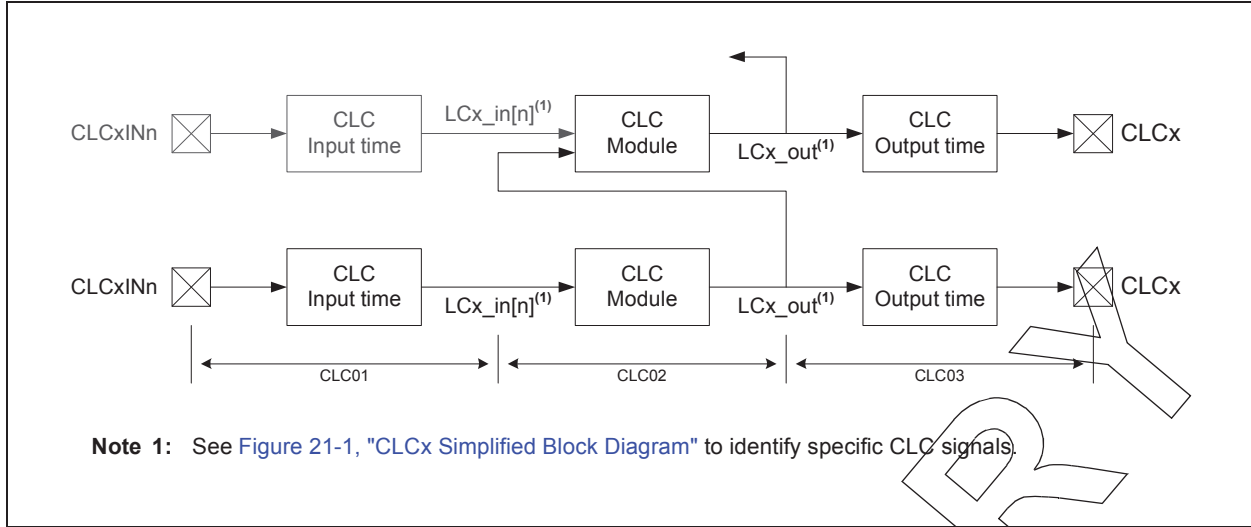 CLCxINn
CLC
Input time
LCx_in[n](1)
CLC
Module
LCx_out(1)
CLC
Output time
CLCx
CLCxINn
CLC
Input time
LCx_in[n](1)
CLC
Module
LCx_out(1)
CLC
Output time
CLCx
CLC01
CLC02
CLC03
Note 1: See Figure 21-1, "CLCx Simplified Block Diagram" to identify specific CLC signals.
R
Y